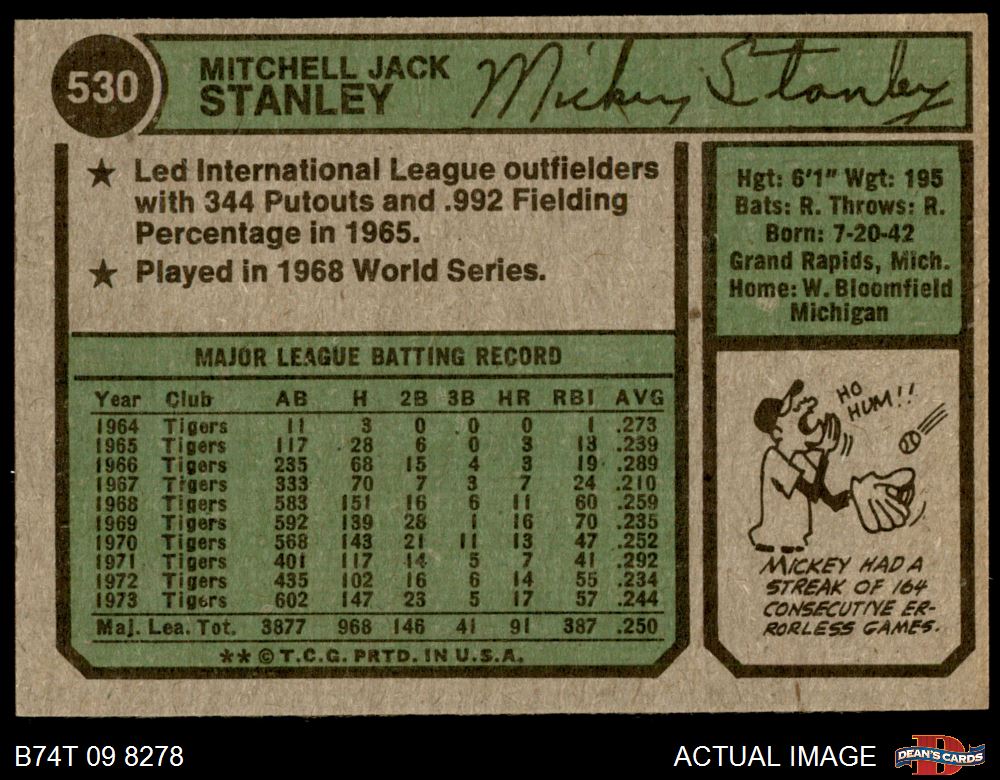 530
MITCHELL JACK
STANLEY
Mickey Stanley
★ Led International League outfielders
with 344 Putouts and .992 Fielding
Percentage in 1965.
★ Played in 1968 World Series.
Hgt: 6'1" Wgt: 195
Bats: R. Throws: R.
Born: 7-20-42
Grand Rapids, Mich.
Home: W. Bloomfield
Michigan
MAJOR LEAGUE BATTING RECORD
Year Club AB H 2B 3B HR RBI AVG
1964 Tigers 11 3 0 0 0 1 .273
1965 Tigers 117 28 6 0 3 13 .239
1966 Tigers 235 68 15 4 3 19 .289
1967 Tigers 333 70 7 3 7 24 .210
1968 Tigers 583 151 16 6 11 60 .259
1969 Tigers 592 139 28 1 16 70 .235
1970 Tigers 568 143 21 11 13 47 .252
1971 Tigers 401 117 14 5 7 41 .292
1972 Tigers 435 102 16 6 14 55 .234
1973 Tigers 602 147 23 5 17 57 .244
Maj. Lea. Tot. 3877 968 146 41 91 387 .250
** © T.C.G. PRTD. IN U.S.A.
HO
HUM!!
MICKEY HAD A
STREAK OF 164
CONSECUTIVE ER-
RORLESS GAMES.
B74T 09 8278
ACTUAL IMAGE
D
DEAN'S CARDS